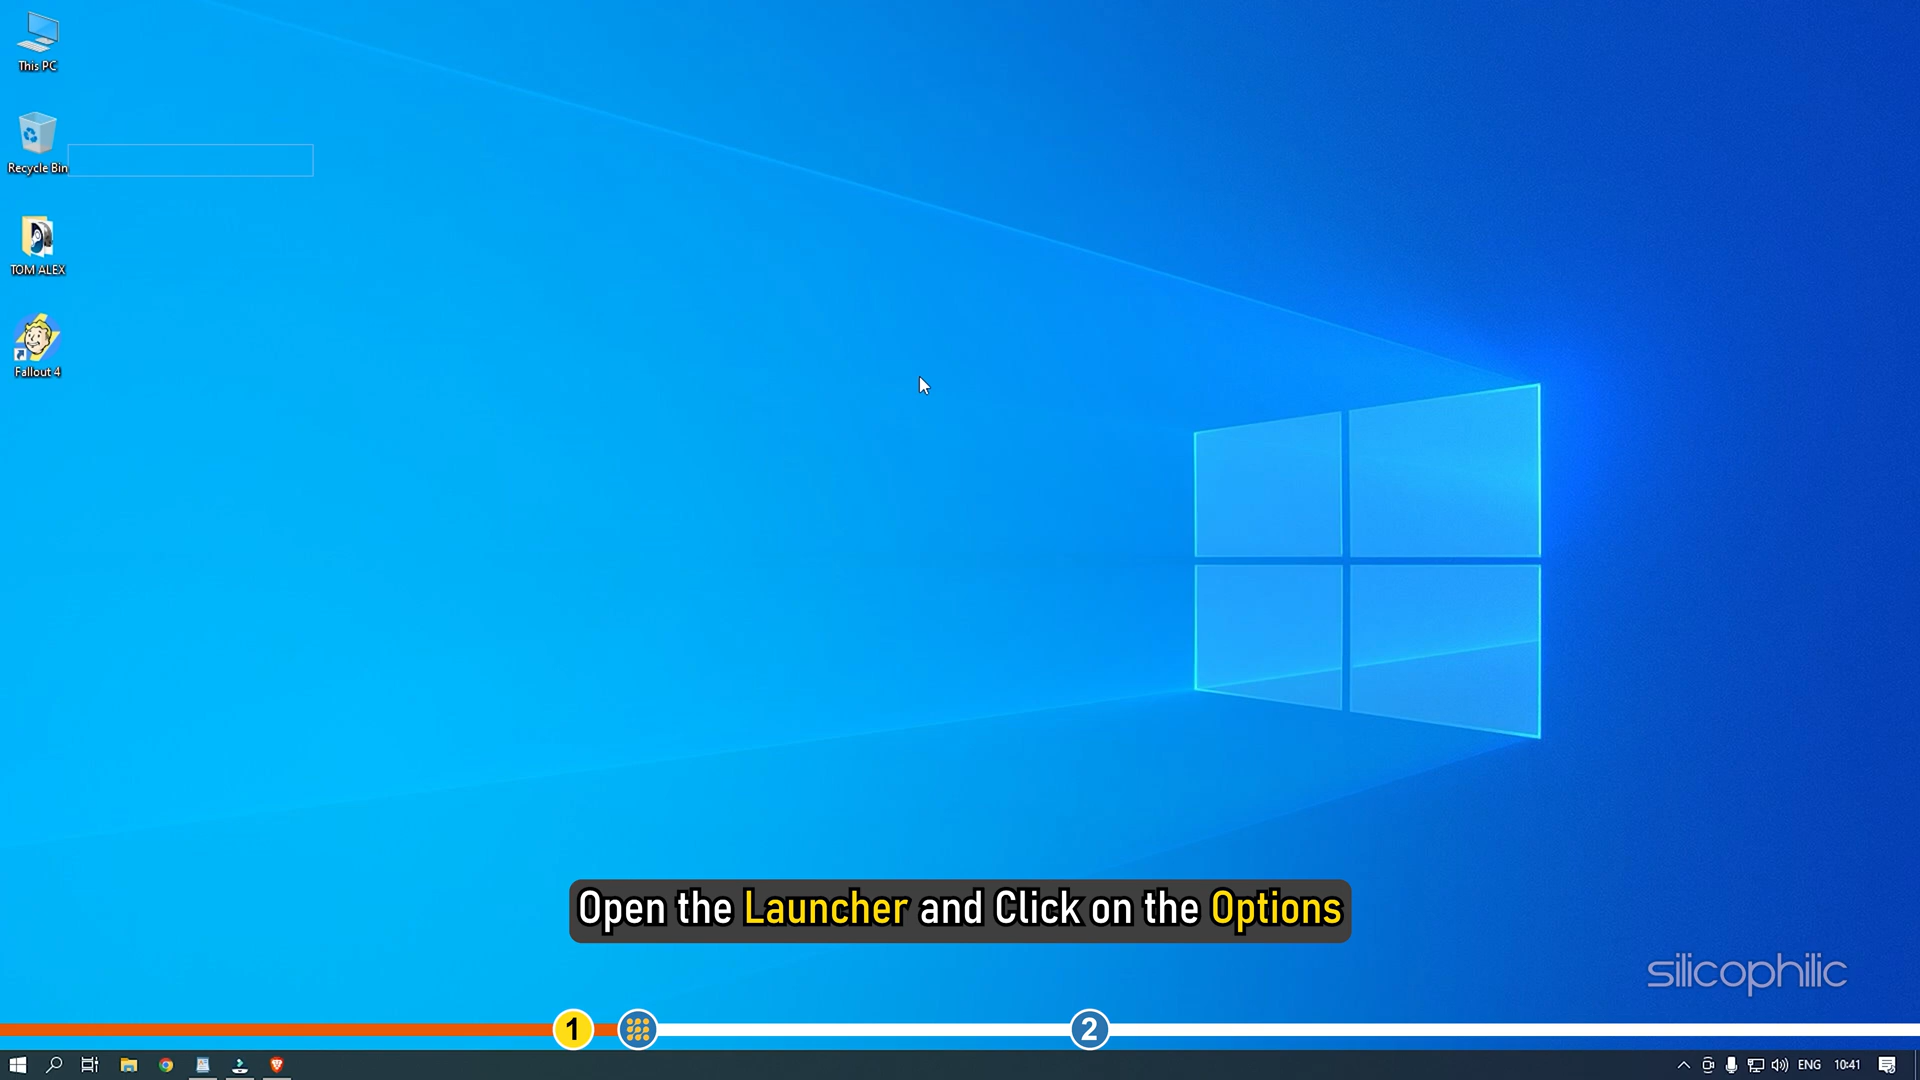 This PC
Recycle Bin
TOM ALEX
Fallout 4
Open the Launcher and Click on the Options
silicophilic
1
2
ENG
10:41